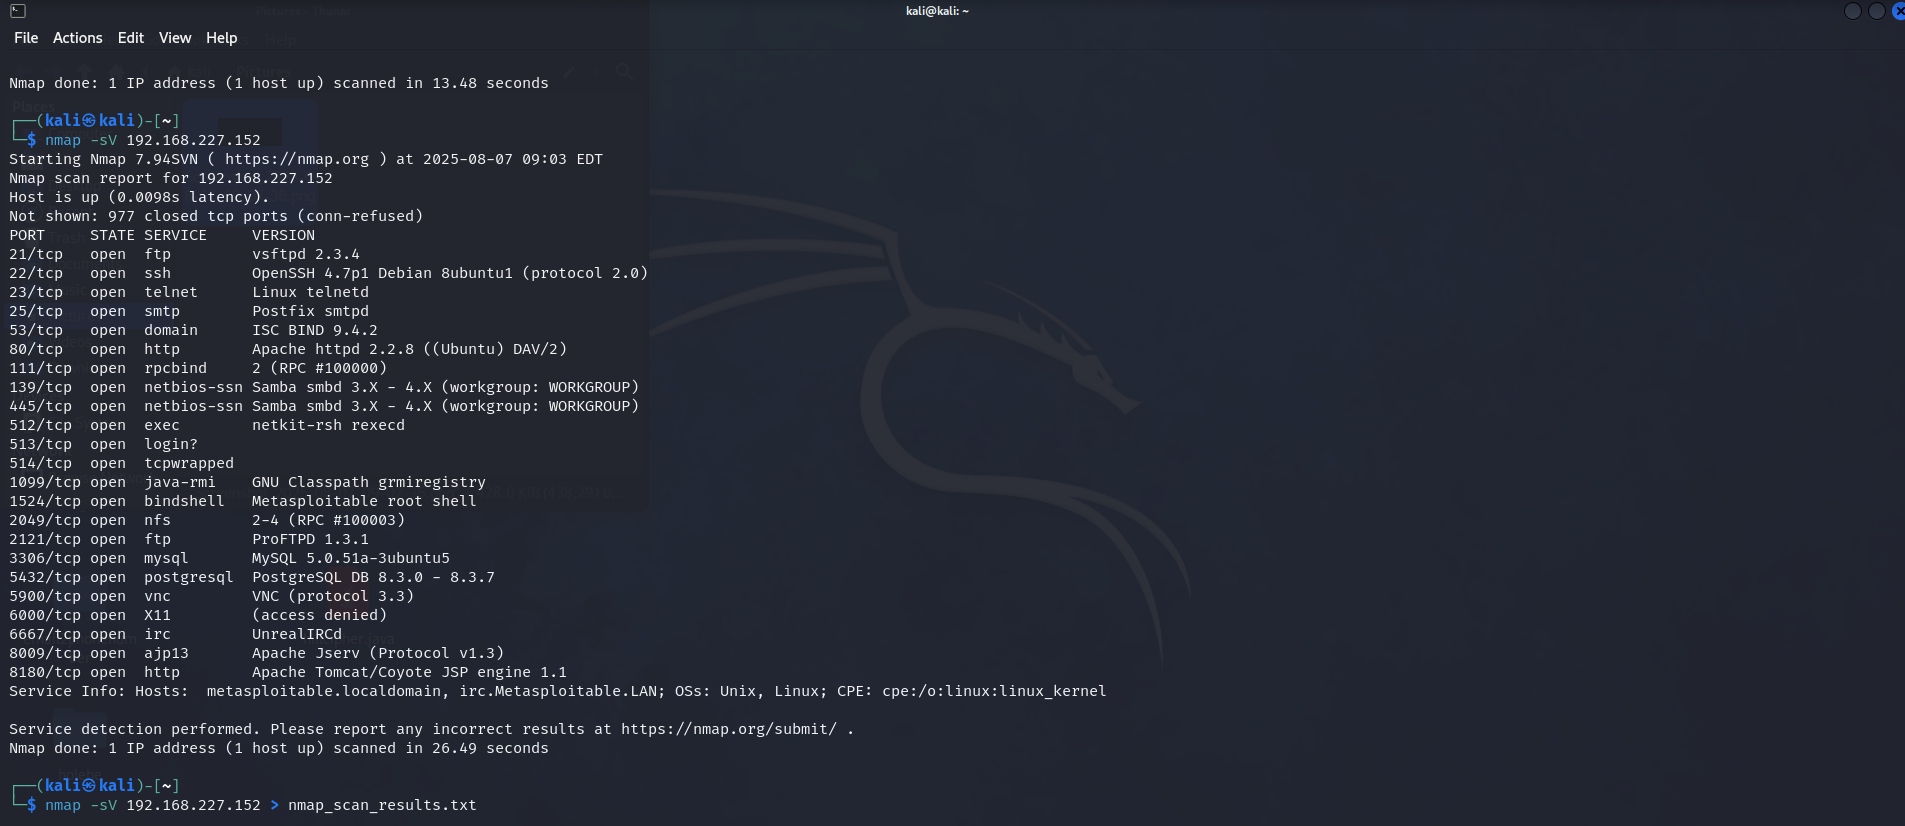 kali@kali: ~
File Actions Edit View Help
Nmap done: 1 IP address (1 host up) scanned in 13.48 seconds
┌──(kali㉿kali)-[~]
└─$ nmap -sV 192.168.227.152
Starting Nmap 7.94SVN ( https://nmap.org ) at 2025-08-07 09:03 EDT
Nmap scan report for 192.168.227.152
Host is up (0.0098s latency).
Not shown: 977 closed tcp ports (conn-refused)
PORT     STATE SERVICE     VERSION
21/tcp   open  ftp         vsftpd 2.3.4
22/tcp   open  ssh         OpenSSH 4.7p1 Debian 8ubuntu1 (protocol 2.0)
23/tcp   open  telnet      Linux telnetd
25/tcp   open  smtp        Postfix smtpd
53/tcp   open  domain      ISC BIND 9.4.2
80/tcp   open  http        Apache httpd 2.2.8 ((Ubuntu) DAV/2)
111/tcp  open  rpcbind     2 (RPC #100000)
139/tcp  open  netbios-ssn Samba smbd 3.X - 4.X (workgroup: WORKGROUP)
445/tcp  open  netbios-ssn Samba smbd 3.X - 4.X (workgroup: WORKGROUP)
512/tcp  open  exec        netkit-rsh rexecd
513/tcp  open  login?
514/tcp  open  tcpwrapped
1099/tcp open  java-rmi    GNU Classpath grmiregistry
1524/tcp open  bindshell   Metasploitable root shell
2049/tcp open  nfs         2-4 (RPC #100003)
2121/tcp open  ftp         ProFTPD 1.3.1
3306/tcp open  mysql       MySQL 5.0.51a-3ubuntu5
5432/tcp open  postgresql  PostgreSQL DB 8.3.0 - 8.3.7
5900/tcp open  vnc         VNC (protocol 3.3)
6000/tcp open  X11         (access denied)
6667/tcp open  irc         UnrealIRCd
8009/tcp open  ajp13       Apache Jserv (Protocol v1.3)
8180/tcp open  http        Apache Tomcat/Coyote JSP engine 1.1
Service Info: Hosts:  metasploitable.localdomain, irc.Metasploitable.LAN; OSs: Unix, Linux; CPE: cpe:/o:linux:linux_kernel
Service detection performed. Please report any incorrect results at https://nmap.org/submit/ .
Nmap done: 1 IP address (1 host up) scanned in 26.49 seconds
┌──(kali㉿kali)-[~]
└─$ nmap -sV 192.168.227.152 > nmap_scan_results.txt